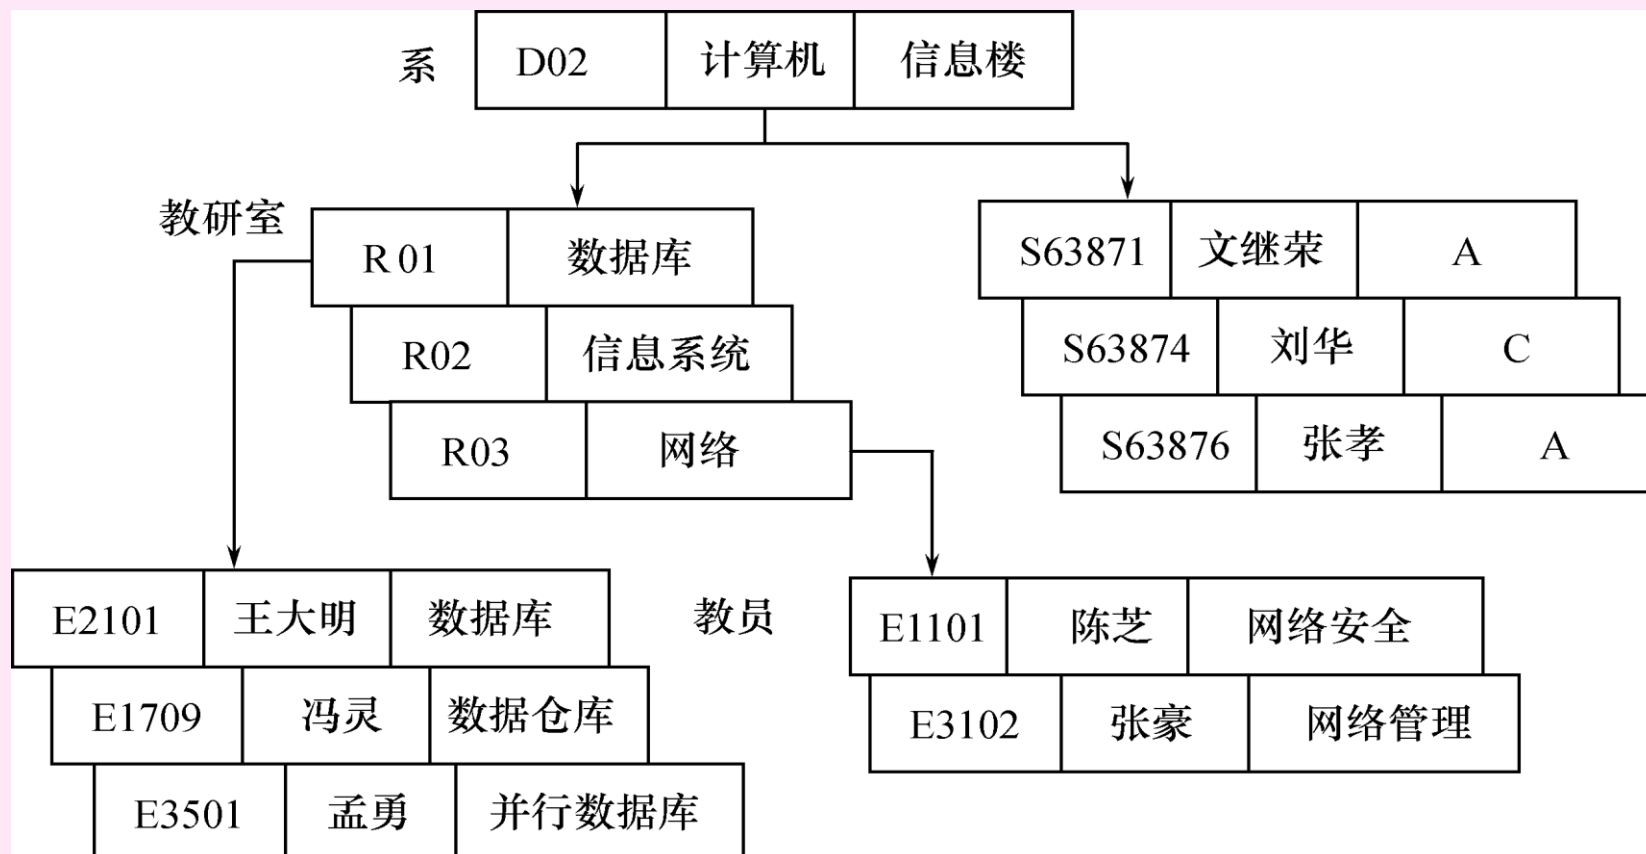 系 D02 计算机 信息楼
教研室 R 01 数据库
R02 信息系统
R03 网络
S63871 文继荣 A
S63874 刘华 C
S63876 张孝 A
E2101 王大明 数据库
E1709 冯灵 数据仓库
E3501 孟勇 并行数据库
教员
E1101 陈芝 网络安全
E3102 张豪 网络管理